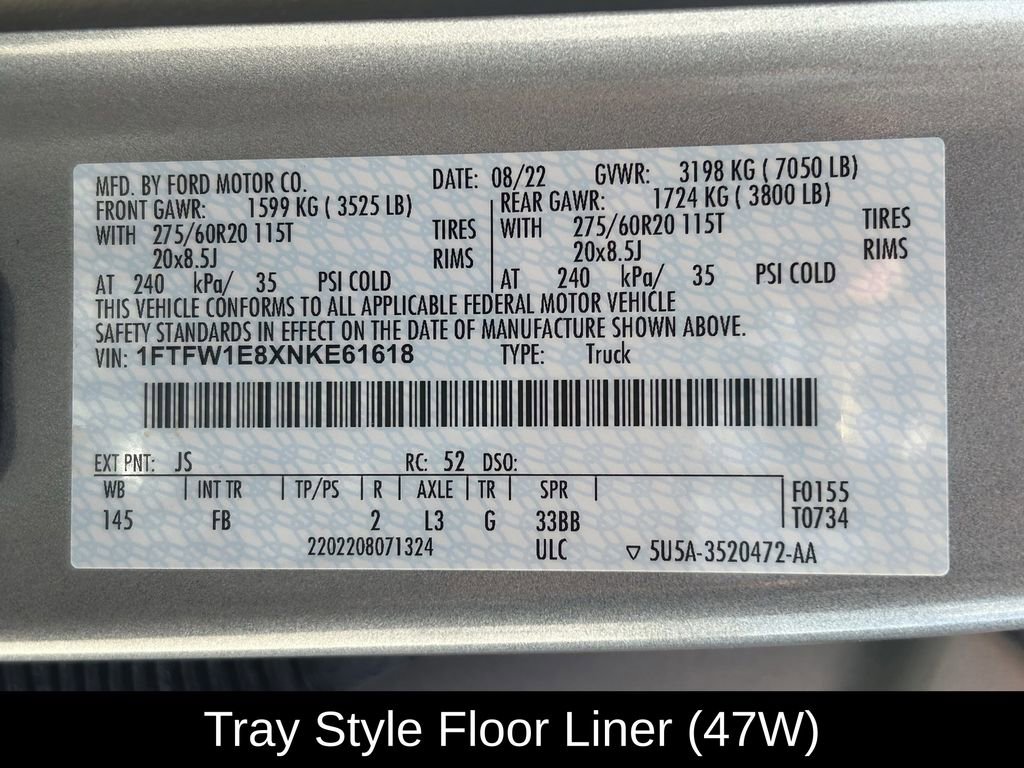 MFD. BY FORD MOTOR CO. DATE: 08/22 GVWR: 3198 KG ( 7050 LB)
FRONT GAWR: 1599 KG ( 3525 LB) REAR GAWR: 1724 KG ( 3800 LB)
WITH 275/60R20 115T TIRES WITH 275/60R20 115T TIRES
20x8.5J RIMS 20x8.5J RIMS
AT 240 kPa/ 35 PSI COLD AT 240 kPa/ 35 PSI COLD
THIS VEHICLE CONFORMS TO ALL APPLICABLE FEDERAL MOTOR VEHICLE
SAFETY STANDARDS IN EFFECT ON THE DATE OF MANUFACTURE SHOWN ABOVE.
VIN: 1FTFW1E8XNKE61618 TYPE: Truck
EXT PNT: JS RC: 52 DSO:
WB | INT TR | TP/PS | R | AXLE | TR | SPR | F0155
145 FB 2 L3 G 33BB T0734
2202208071324 ULC ▽ 5U5A-3520472-AA
Tray Style Floor Liner (47W)